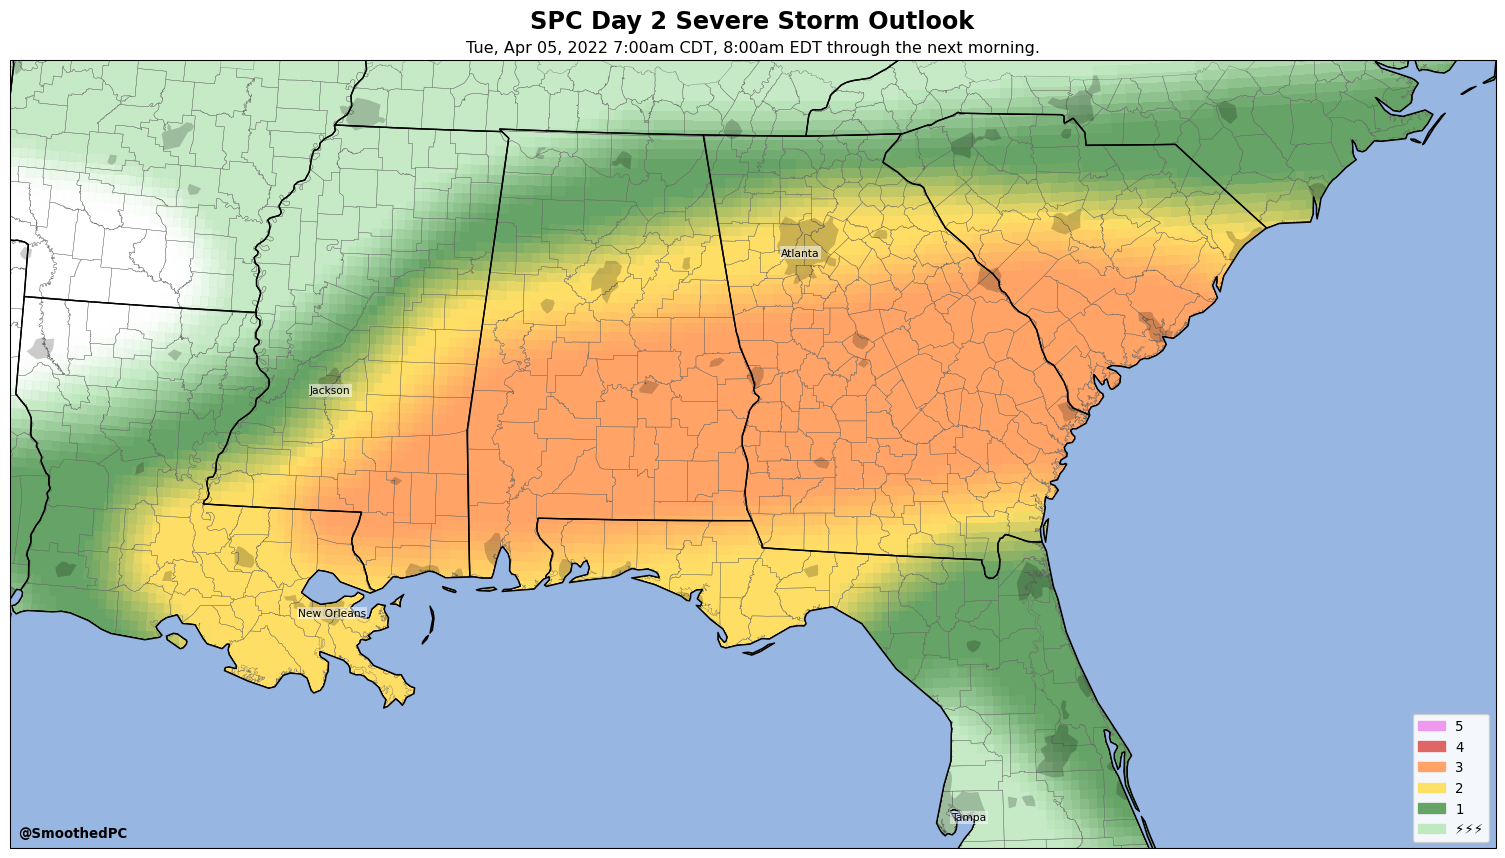 SPC Day 2 Severe Storm Outlook
Tue, Apr 05, 2022 7:00am CDT, 8:00am EDT through the next morning.
Atlanta
Jackson
New Orleans
Tampa
5
4
3
2
1
⚡⚡⚡
@SmoothedPC